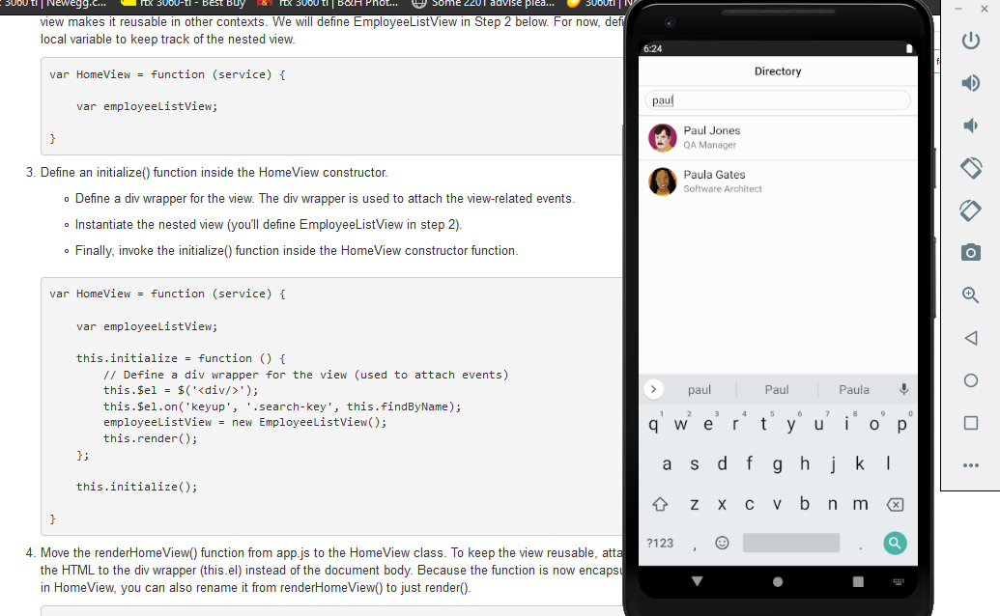 3060 ti | Newegg.c...
rtx 3060-ti - Best Buy
rtx 3060 ti | B&H Phot...
Some 2201 advise plea...
3060ti | N
view makes it reusable in other contexts. We will define EmployeeListView in Step 2 below. For now, defi
local variable to keep track of the nested view.
var HomeView = function (service) {
var employeeListView;
}
3. Define an initialize() function inside the HomeView constructor.
Define a div wrapper for the view. The div wrapper is used to attach the view-related events.
Instantiate the nested view (you'll define EmployeeListView in step 2).
Finally, invoke the initialize() function inside the HomeView constructor function.
var HomeView = function (service) {
var employeeListView;
this.initialize = function () {
// Define a div wrapper for the view (used to attach events)
this.$el = $('<div/>');
this.$el.on('keyup', '.search-key', this.findByName);
employeeListView = new EmployeeListView();
this.render();
};
this.initialize();
}
4. Move the renderHomeView() function from app.js to the HomeView class. To keep the view reusable, atta
the HTML to the div wrapper (this.el) instead of the document body. Because the function is now encapsu
in HomeView, you can also rename it from renderHomeView() to just render().
6:24
Directory
paul
Paul Jones
QA Manager
Paula Gates
Software Architect
paul Paul Paula
q1 w2 e3 r4 t5 y6 u7 i8 o9 p0
a s d f g h j k l
z x c v b n m
?123 , .